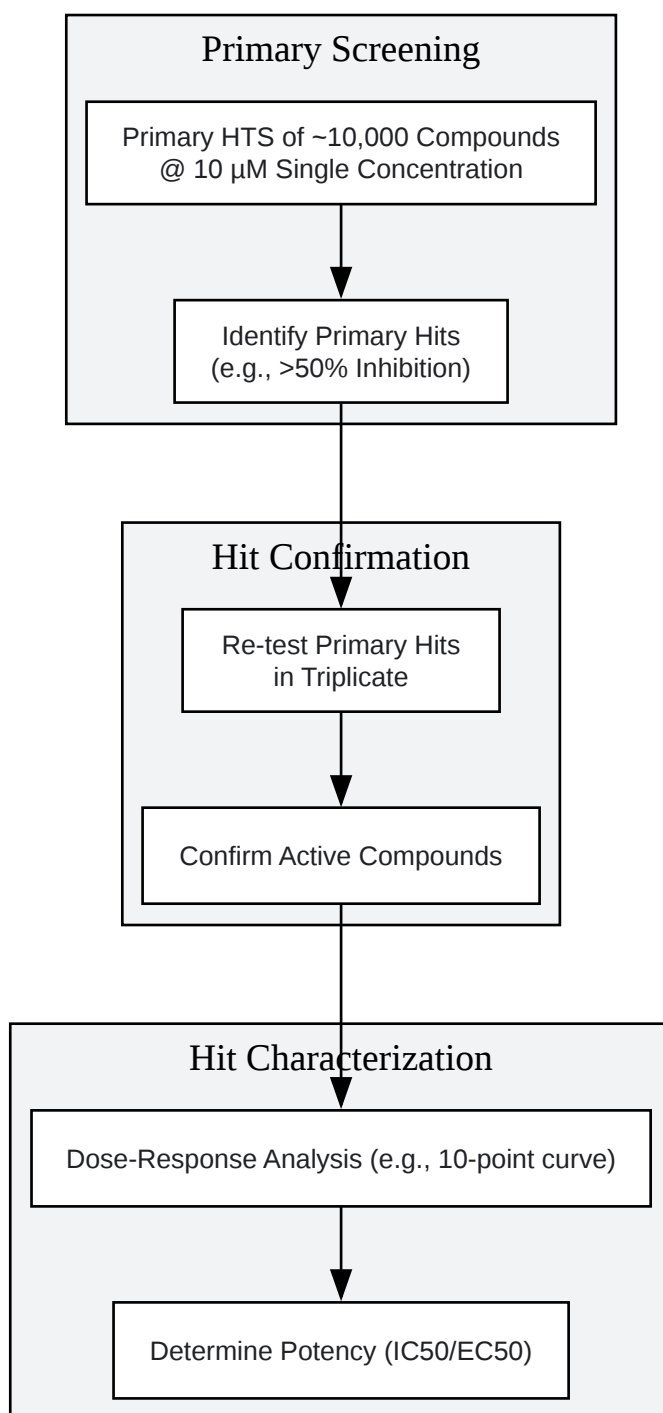 Primary Screening
Primary HTS of ~10,000 Compounds
@ 10 µM Single Concentration
Identify Primary Hits
(e.g., >50% Inhibition)
Hit Confirmation
Re-test Primary Hits
in Triplicate
Confirm Active Compounds
Hit Characterization
Dose-Response Analysis (e.g., 10-point curve)
Determine Potency (IC50/EC50)